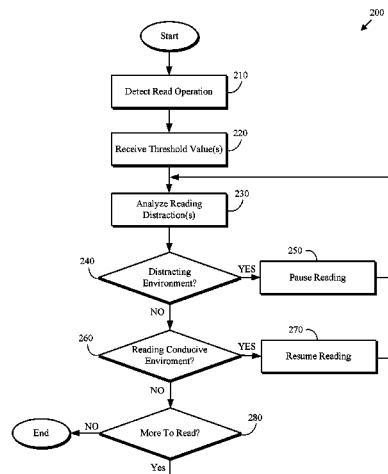 200
Start
210
Detect Read Operation
220
Receive Threshold Value(s)
230
Analyze Reading
Distraction(s)
240
Distracting
Environment?
YES
250
Pause Reading
NO
260
Reading Conducive
Enviroment?
YES
270
Resume Reading
NO
280
More To Read?
NO
End
Yes